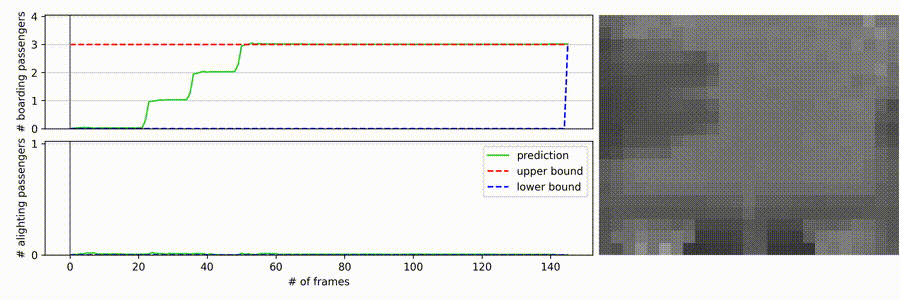 # boarding passengers
4
3
2
1
0
# alighting passengers
1
0
prediction
upper bound
lower bound
0 20 40 60 80 100 120 140
# of frames